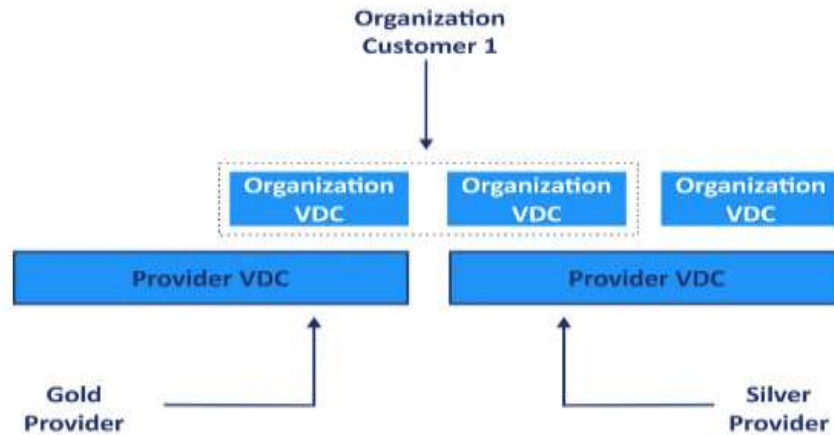 Organization
Customer 1
Organization
VDC
Organization
VDC
Organization
VDC
Provider VDC
Provider VDC
Gold
Provider
Silver
Provider